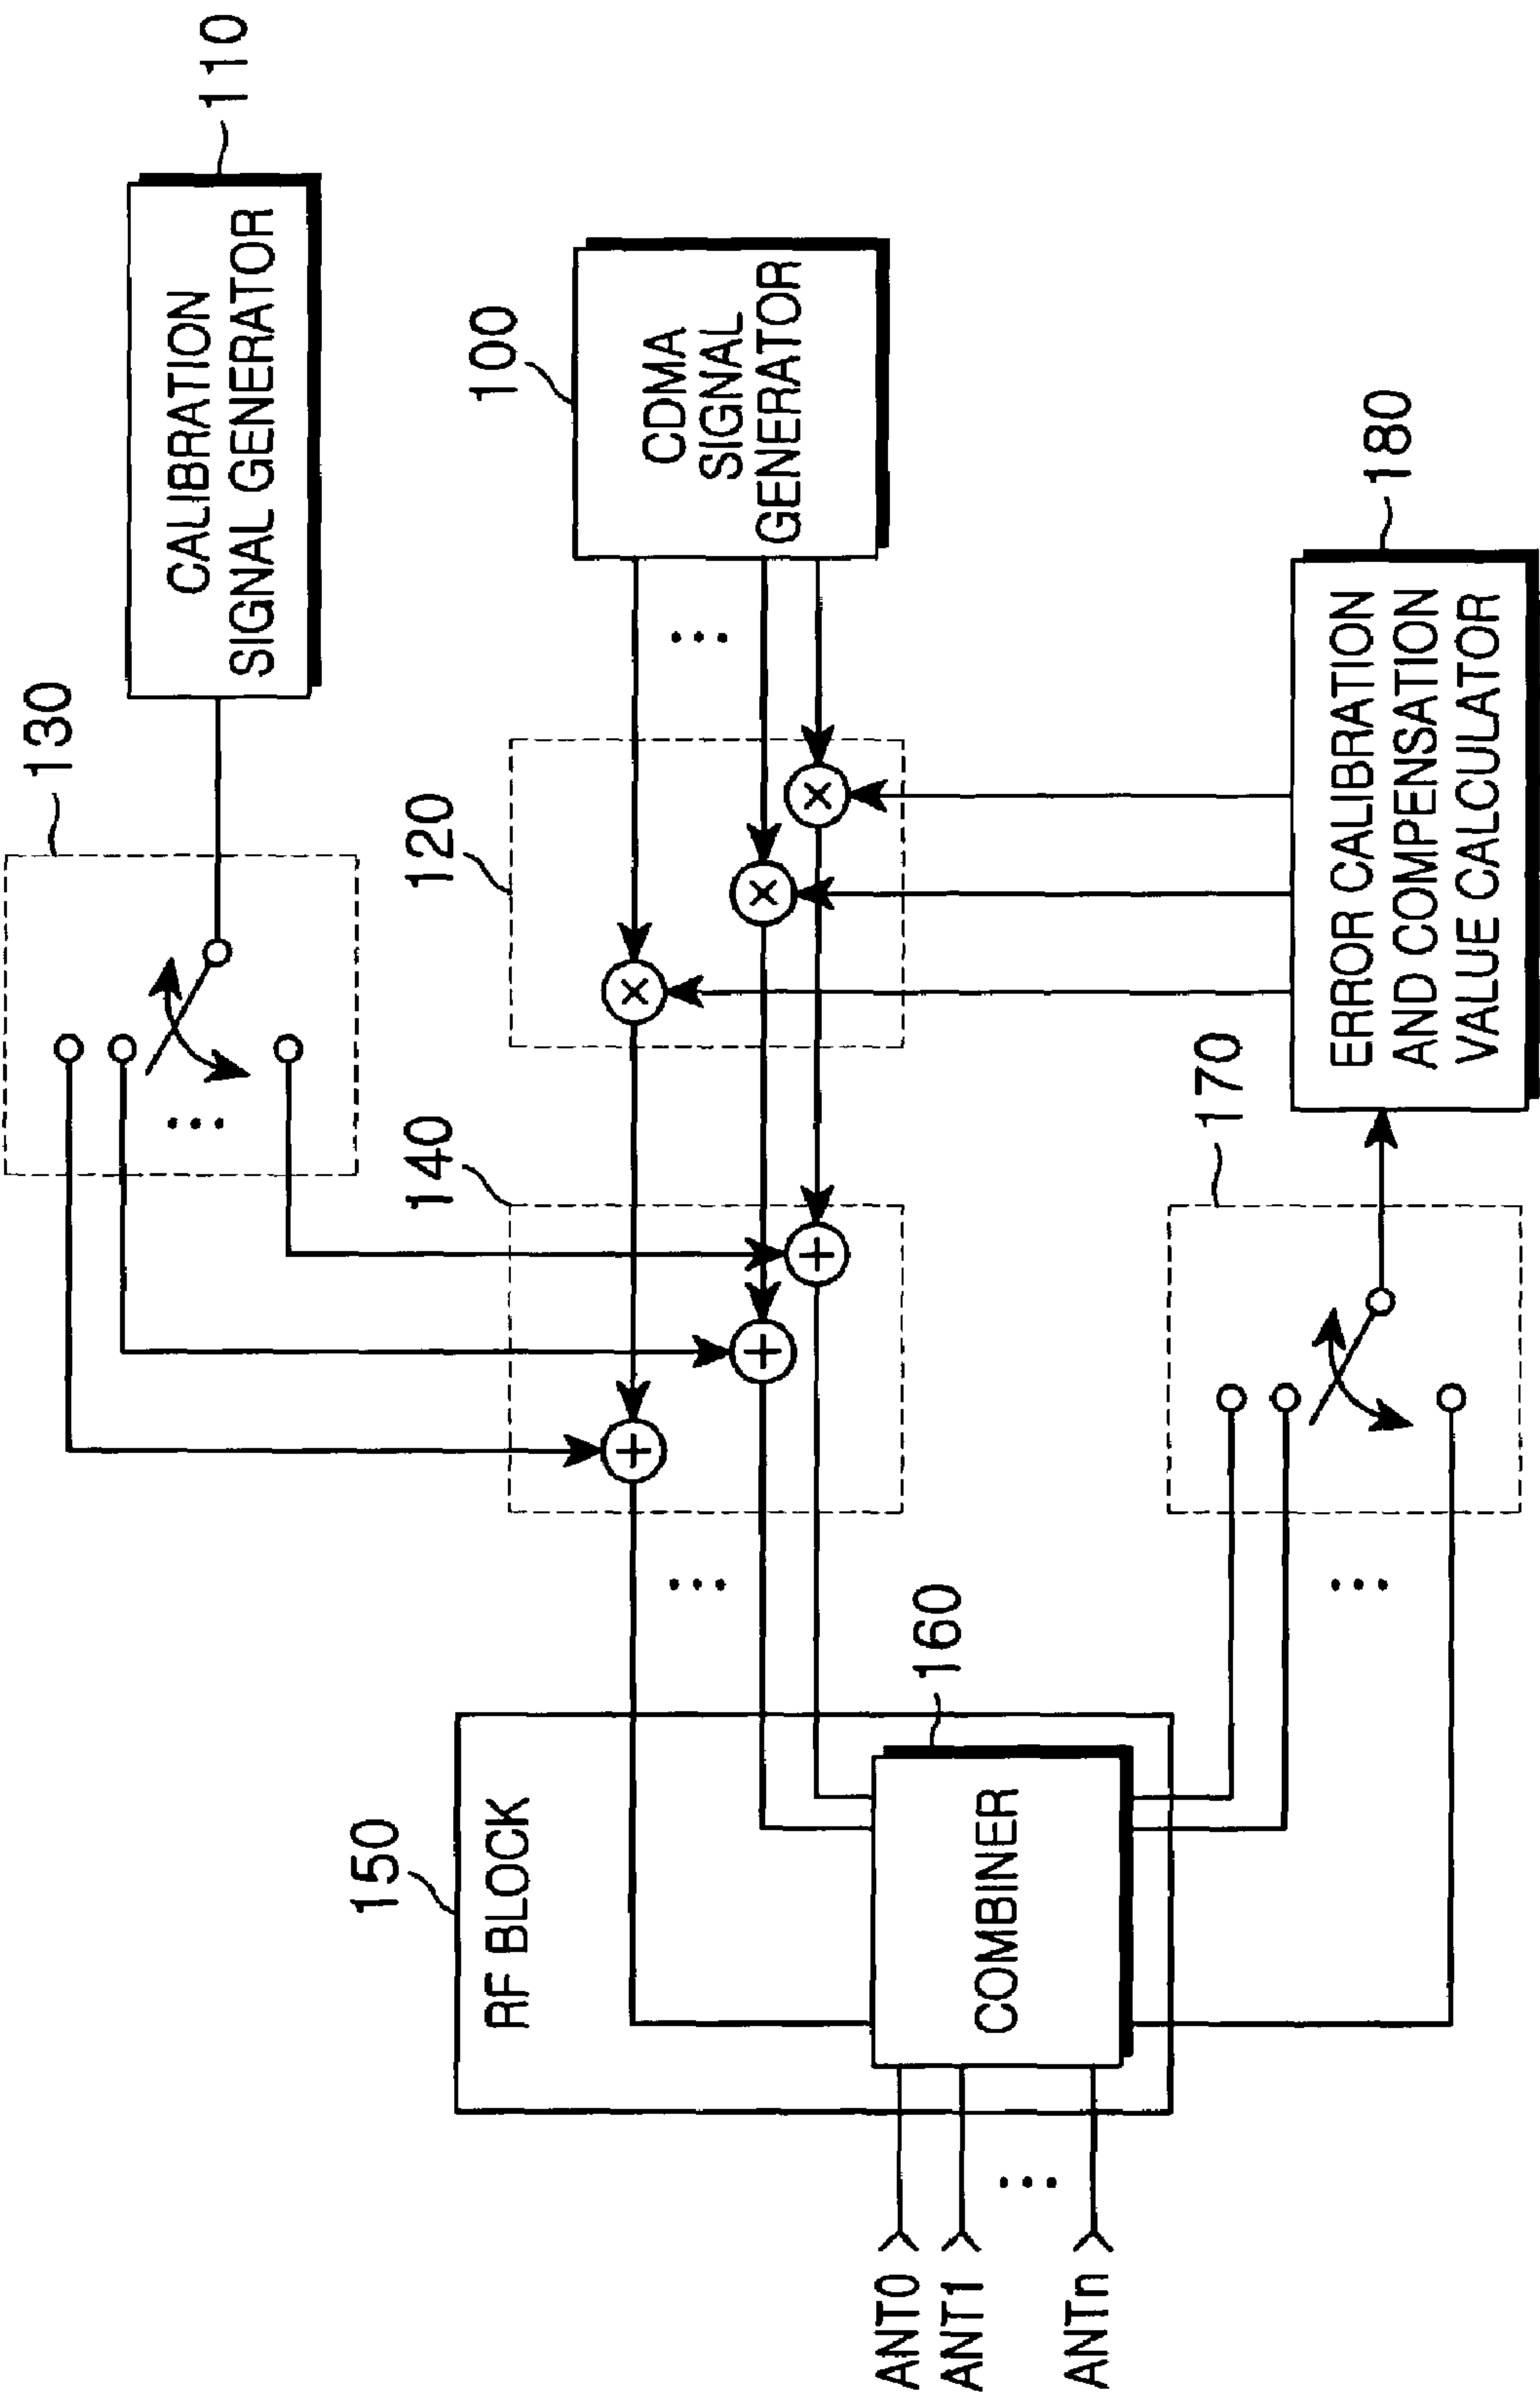 110
CALIBRATION
SIGNAL GENERATOR
130
100
CDMA
SIGNAL
GENERATOR
120
140
180
ERROR CALIBRATION
AND COMPENSATION
VALUE CALCULATOR
170
150
RF BLOCK
160
COMBINER
ANT0
ANT1
ANTn